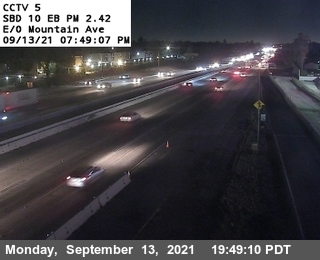 CCTV 5
SBD 10 EB PM 2.42
E/O Mountain Ave
09/13/21 07:49:07 PM
Monday, September 13, 2021 19:49:10 PDT